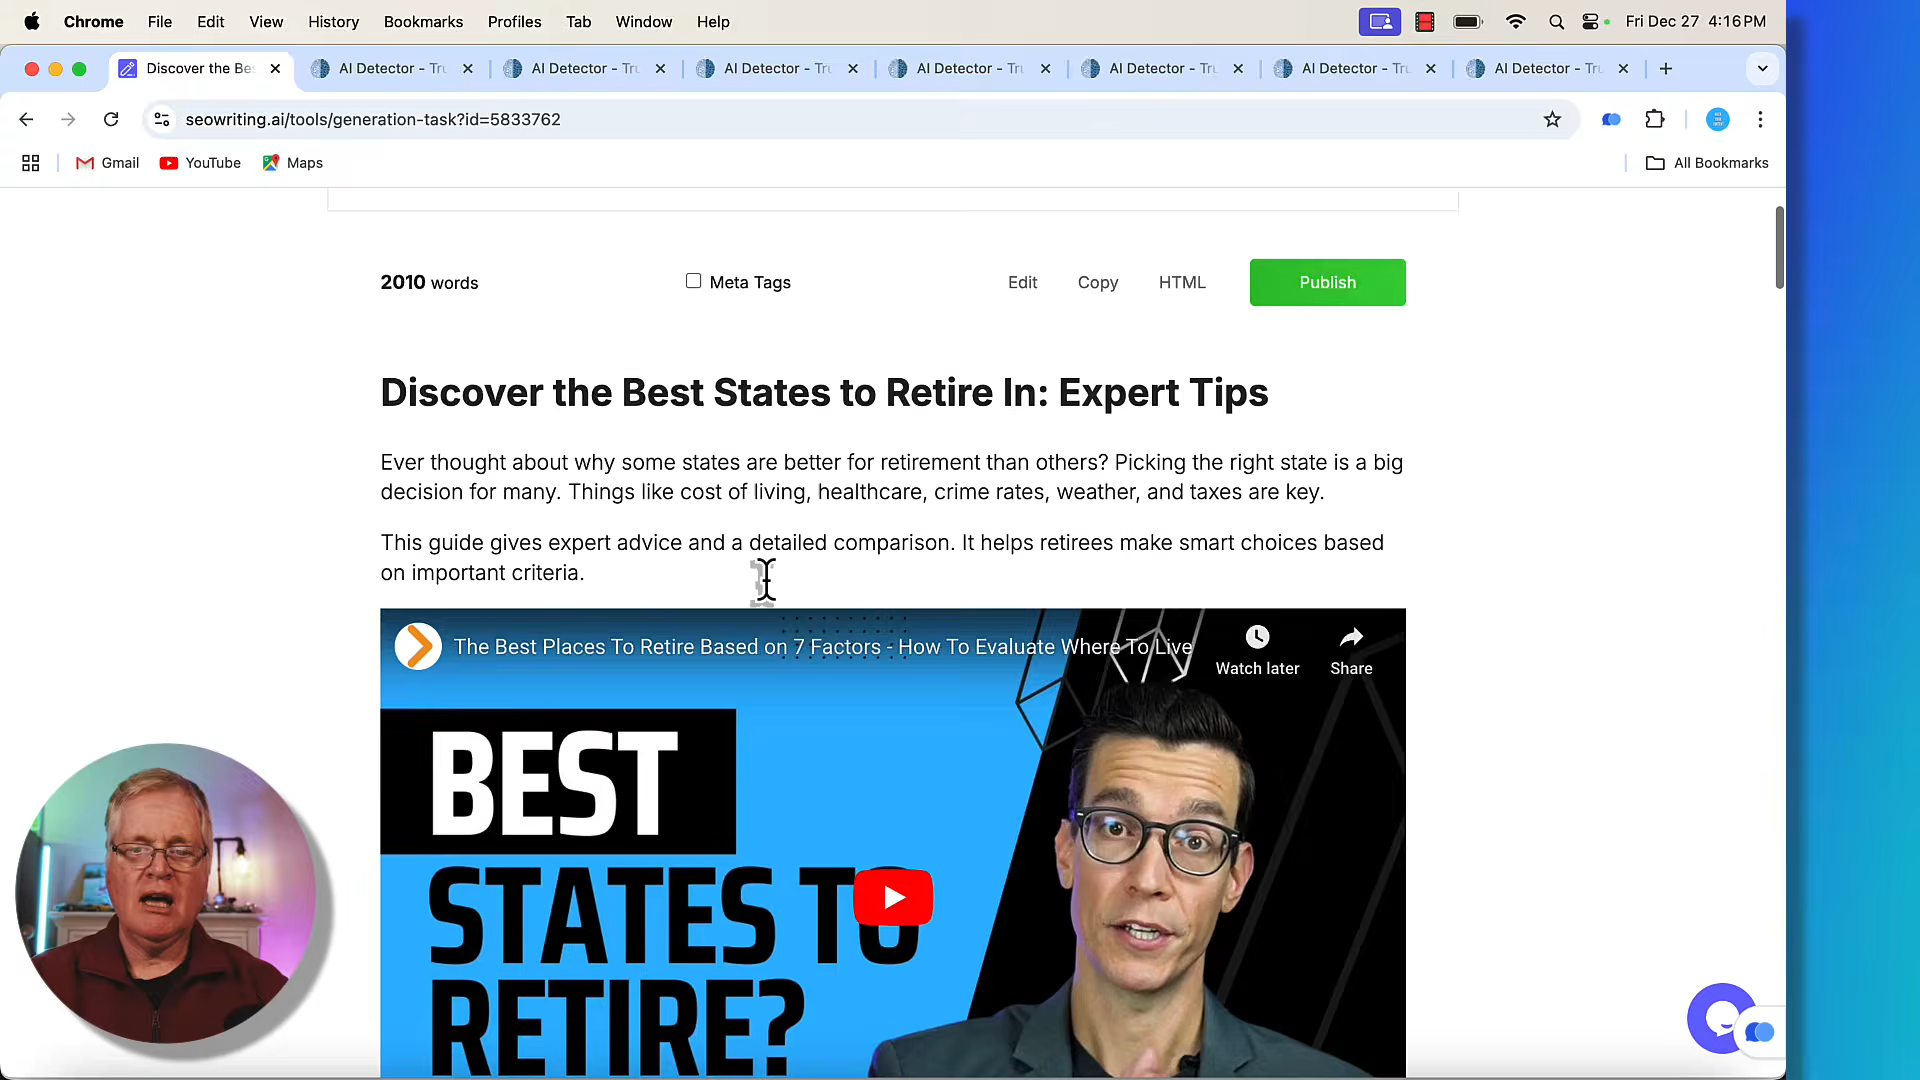 Chrome File Edit View History Bookmarks Profiles Tab Window Help Fri Dec 27 4:16 PM
Discover the Be AI Detector - Tru AI Detector - Tru AI Detector - Tru AI Detector - Tru AI Detector - Tru AI Detector - Tru AI Detector - Tru
seowriting.ai/tools/generation-task?id=5833762
Gmail YouTube Maps All Bookmarks
2010 words Meta Tags Edit Copy HTML Publish
Discover the Best States to Retire In: Expert Tips
Ever thought about why some states are better for retirement than others? Picking the right state is a big
decision for many. Things like cost of living, healthcare, crime rates, weather, and taxes are key.
This guide gives expert advice and a detailed comparison. It helps retirees make smart choices based
on important criteria.
The Best Places To Retire Based on 7 Factors - How To Evaluate Where To Live
Watch later Share
BEST
STATES TO
RETIRE?